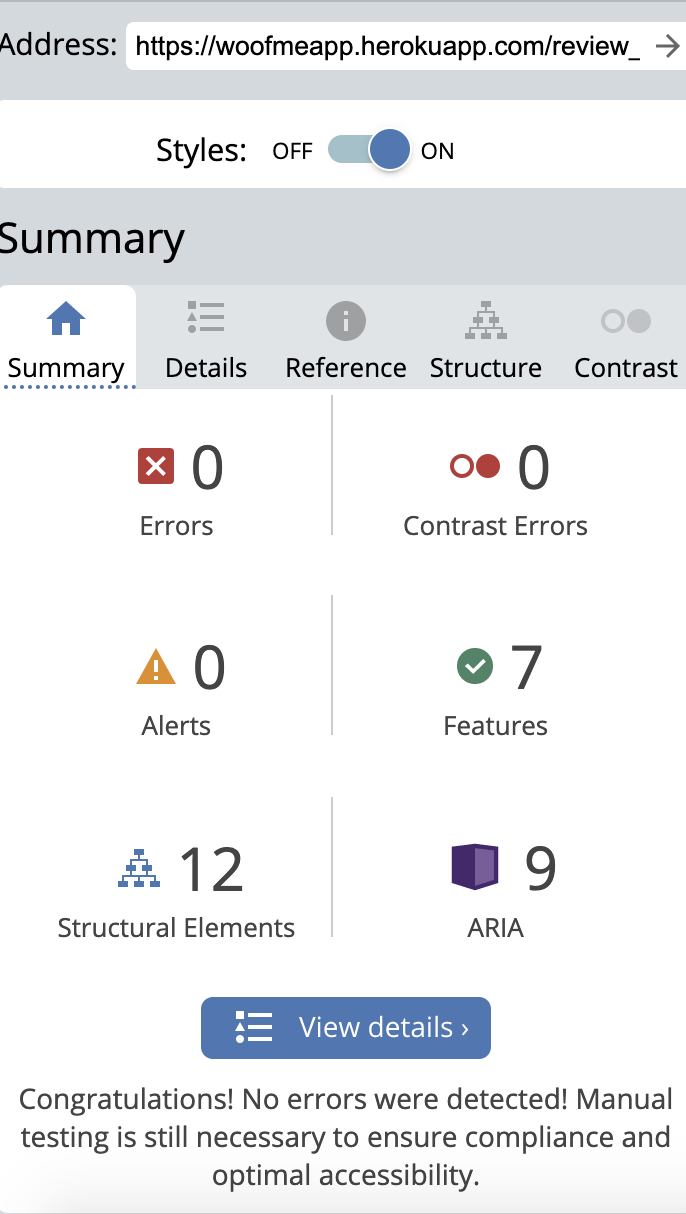 Address: https://woofmeapp.herokuapp.com/review_
Styles: OFF ON
Summary
Summary Details Reference Structure Contrast
0 0
Errors Contrast Errors
0 7
Alerts Features
12 9
Structural Elements ARIA
View details ›
Congratulations! No errors were detected! Manual
testing is still necessary to ensure compliance and
optimal accessibility.